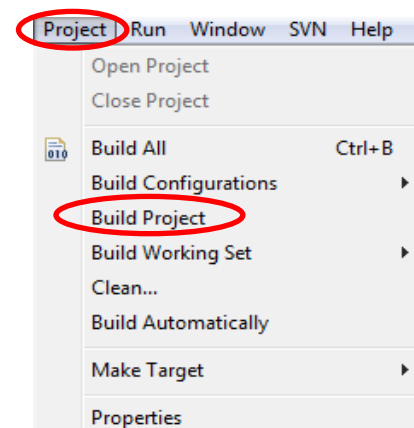 Project Run Window SVN Help
Open Project
Close Project
010 Build All Ctrl+B
Build Configurations
Build Project
Build Working Set
Clean...
Build Automatically
Make Target
Properties